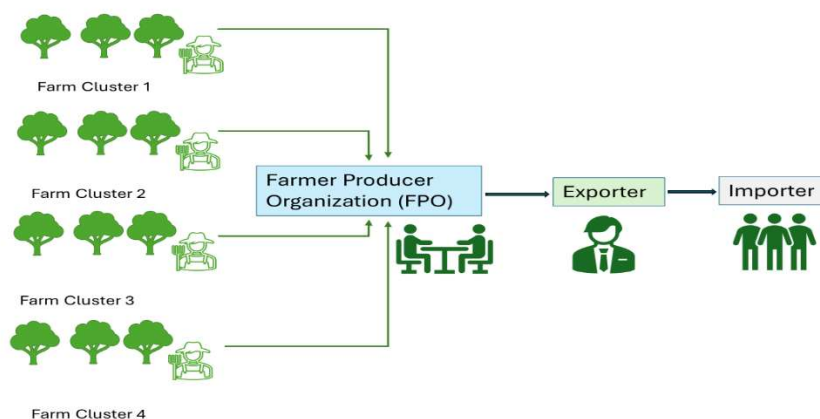 Farm Cluster 1
Farm Cluster 2
Farmer Producer
Organization (FPO)
Exporter
Importer
Farm Cluster 3
Farm Cluster 4